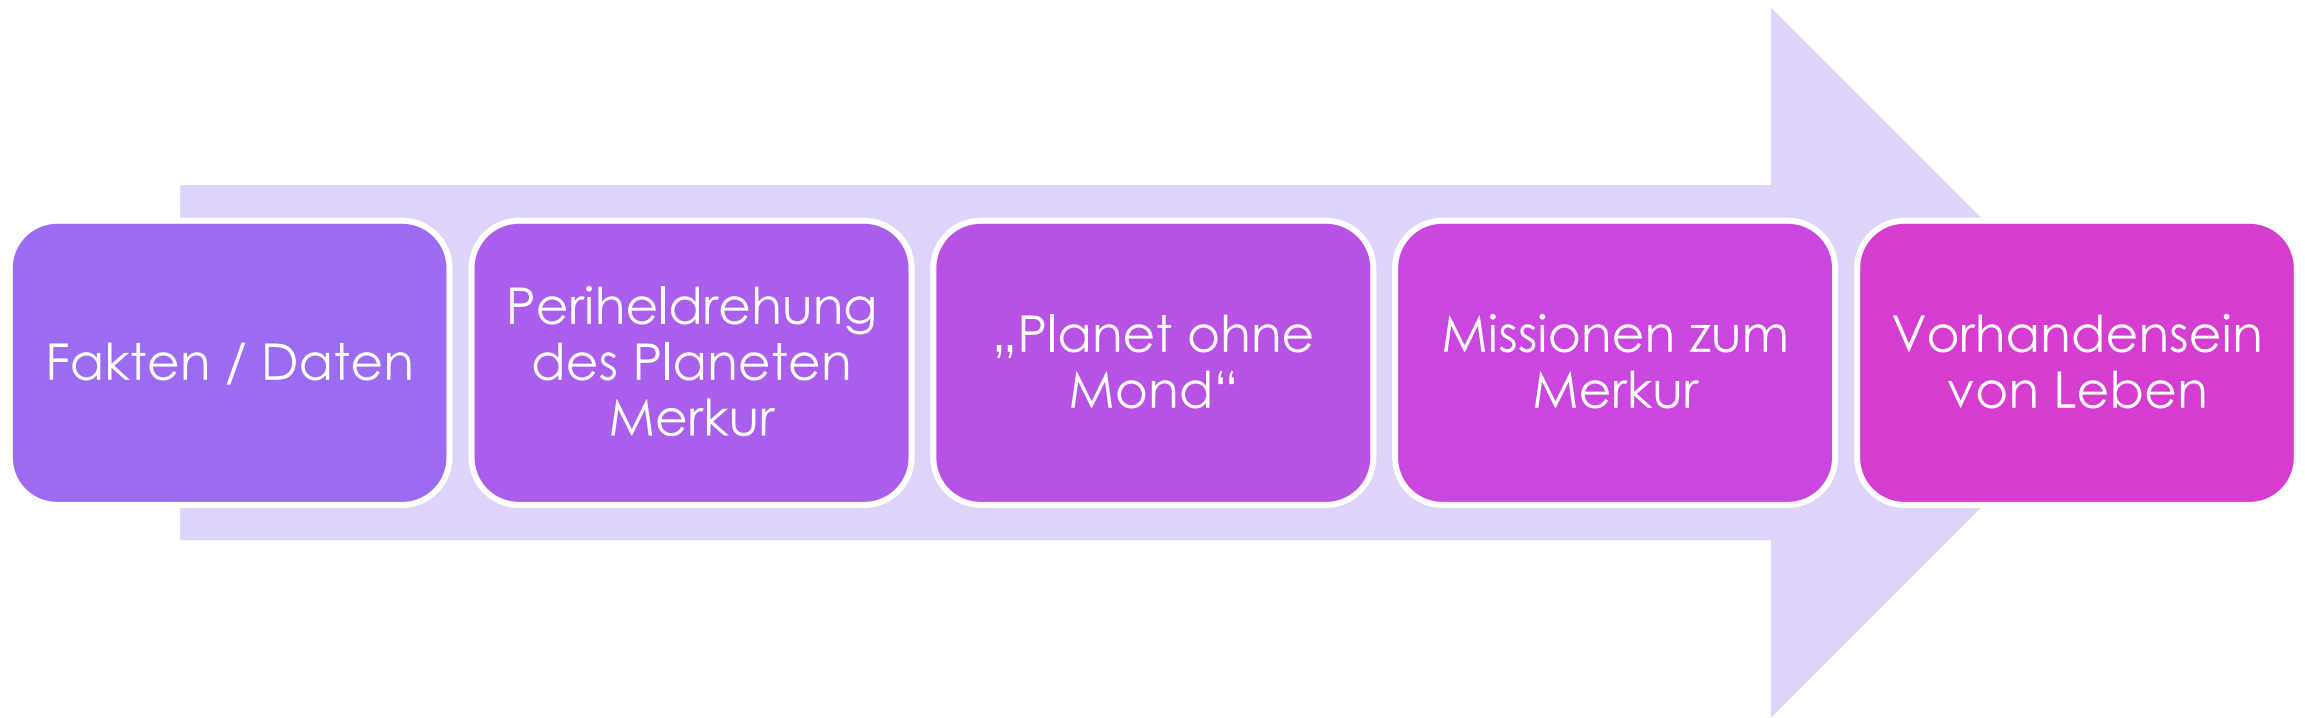 Fakten / Daten
Periheldrehung
des Planeten
Merkur
„Planet ohne
Mond“
Missionen zum
Merkur
Vorhandensein
von Leben